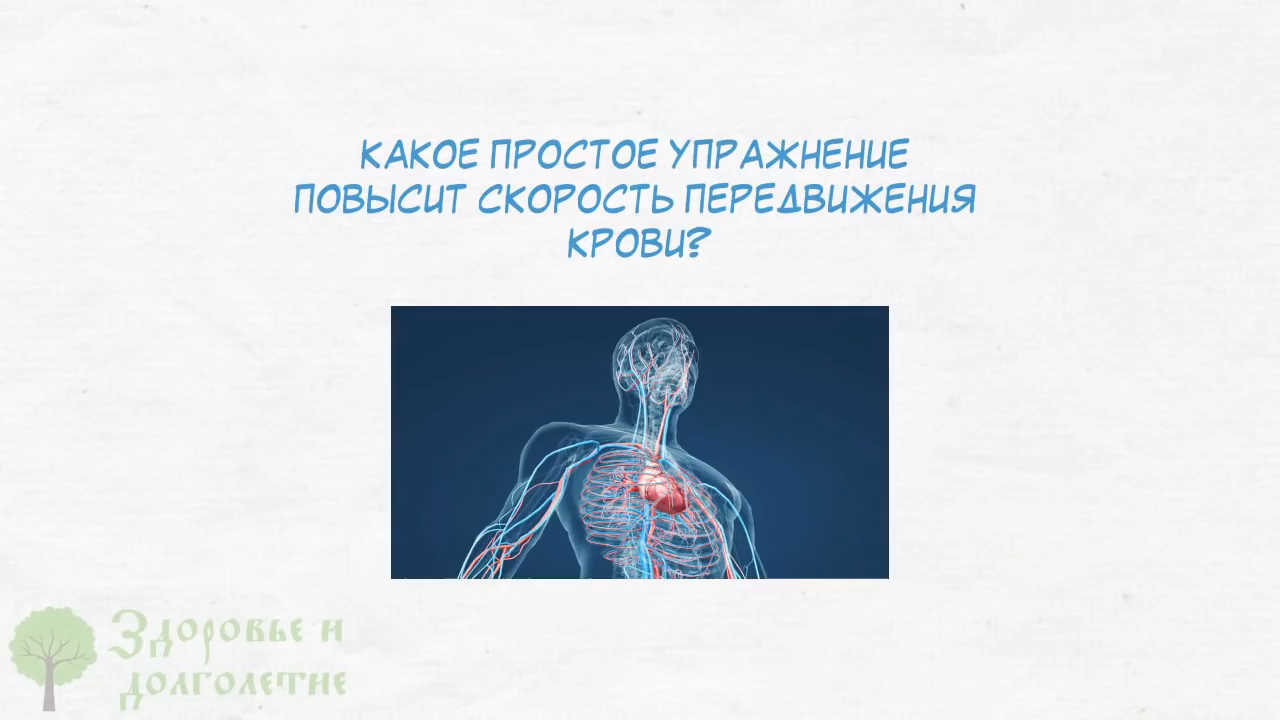 КАКОЕ ПРОСТОЕ УПРАЖНЕНИЕ
ПОВЫСИТ СКОРОСТЬ ПЕРЕДВИЖЕНИЯ
КРОВИ?
Здоровье и
долголетие